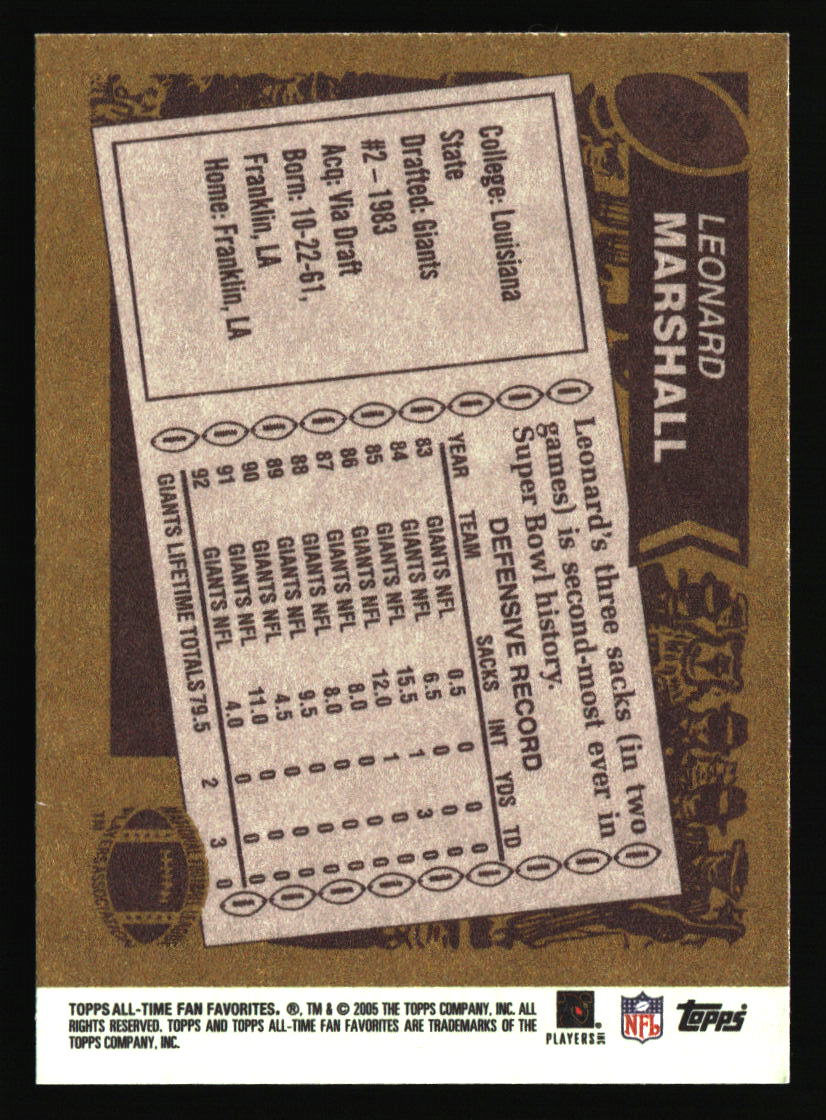 LEONARD
MARSHALL
College: Louisiana
State
Drafted: Giants
#2 – 1983
Acq: Via Draft
Born: 10-22-61,
Franklin, LA
Home: Franklin, LA
Leonard's three sacks (in two
games) is second-most ever in
Super Bowl history.
DEFENSIVE RECORD
YEAR TEAM SACKS INT YDS TD
83 GIANTS NFL 0.5 0 0 0
84 GIANTS NFL 6.5 0 0 0
85 GIANTS NFL 15.5 1 3 0
86 GIANTS NFL 12.0 1 0 0
87 GIANTS NFL 8.0 0 0 0
88 GIANTS NFL 8.0 0 0 0
89 GIANTS NFL 9.5 0 0 0
90 GIANTS NFL 4.5 0 0 0
91 GIANTS NFL 11.0 0 0 0
92 GIANTS NFL 4.0 0 0 0
GIANTS LIFETIME TOTALS 79.5 2 3 0
TOPPS ALL-TIME FAN FAVORITES. ®, TM & © 2005 THE TOPPS COMPANY, INC. ALL
RIGHTS RESERVED. TOPPS AND TOPPS ALL-TIME FAN FAVORITES ARE TRADEMARKS OF THE
TOPPS COMPANY, INC.
PLAYERS INC
NFL
TOPPS